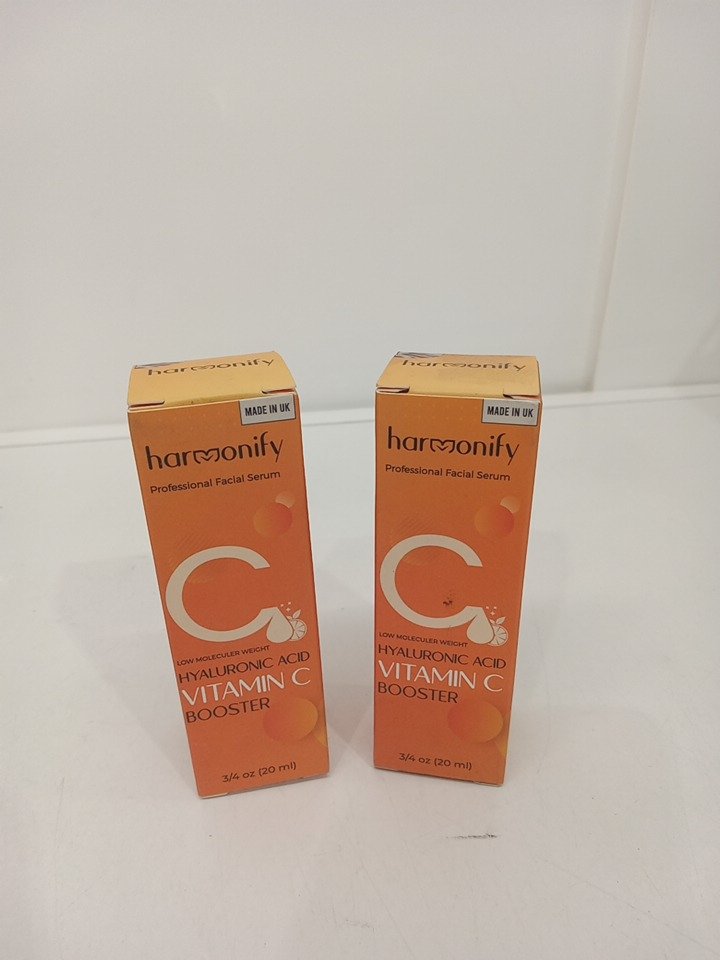 harmonify
MADE IN UK
harmonify
Professional Facial Serum
C
LOW MOLECULER WEIGHT
HYALURONIC ACID
VITAMIN C
BOOSTER
3/4 oz (20 ml)
harmonify
MADE IN UK
harmonify
Professional Facial Serum
C
LOW MOLECULER WEIGHT
HYALURONIC ACID
VITAMIN C
BOOSTER
3/4 oz (20 ml)